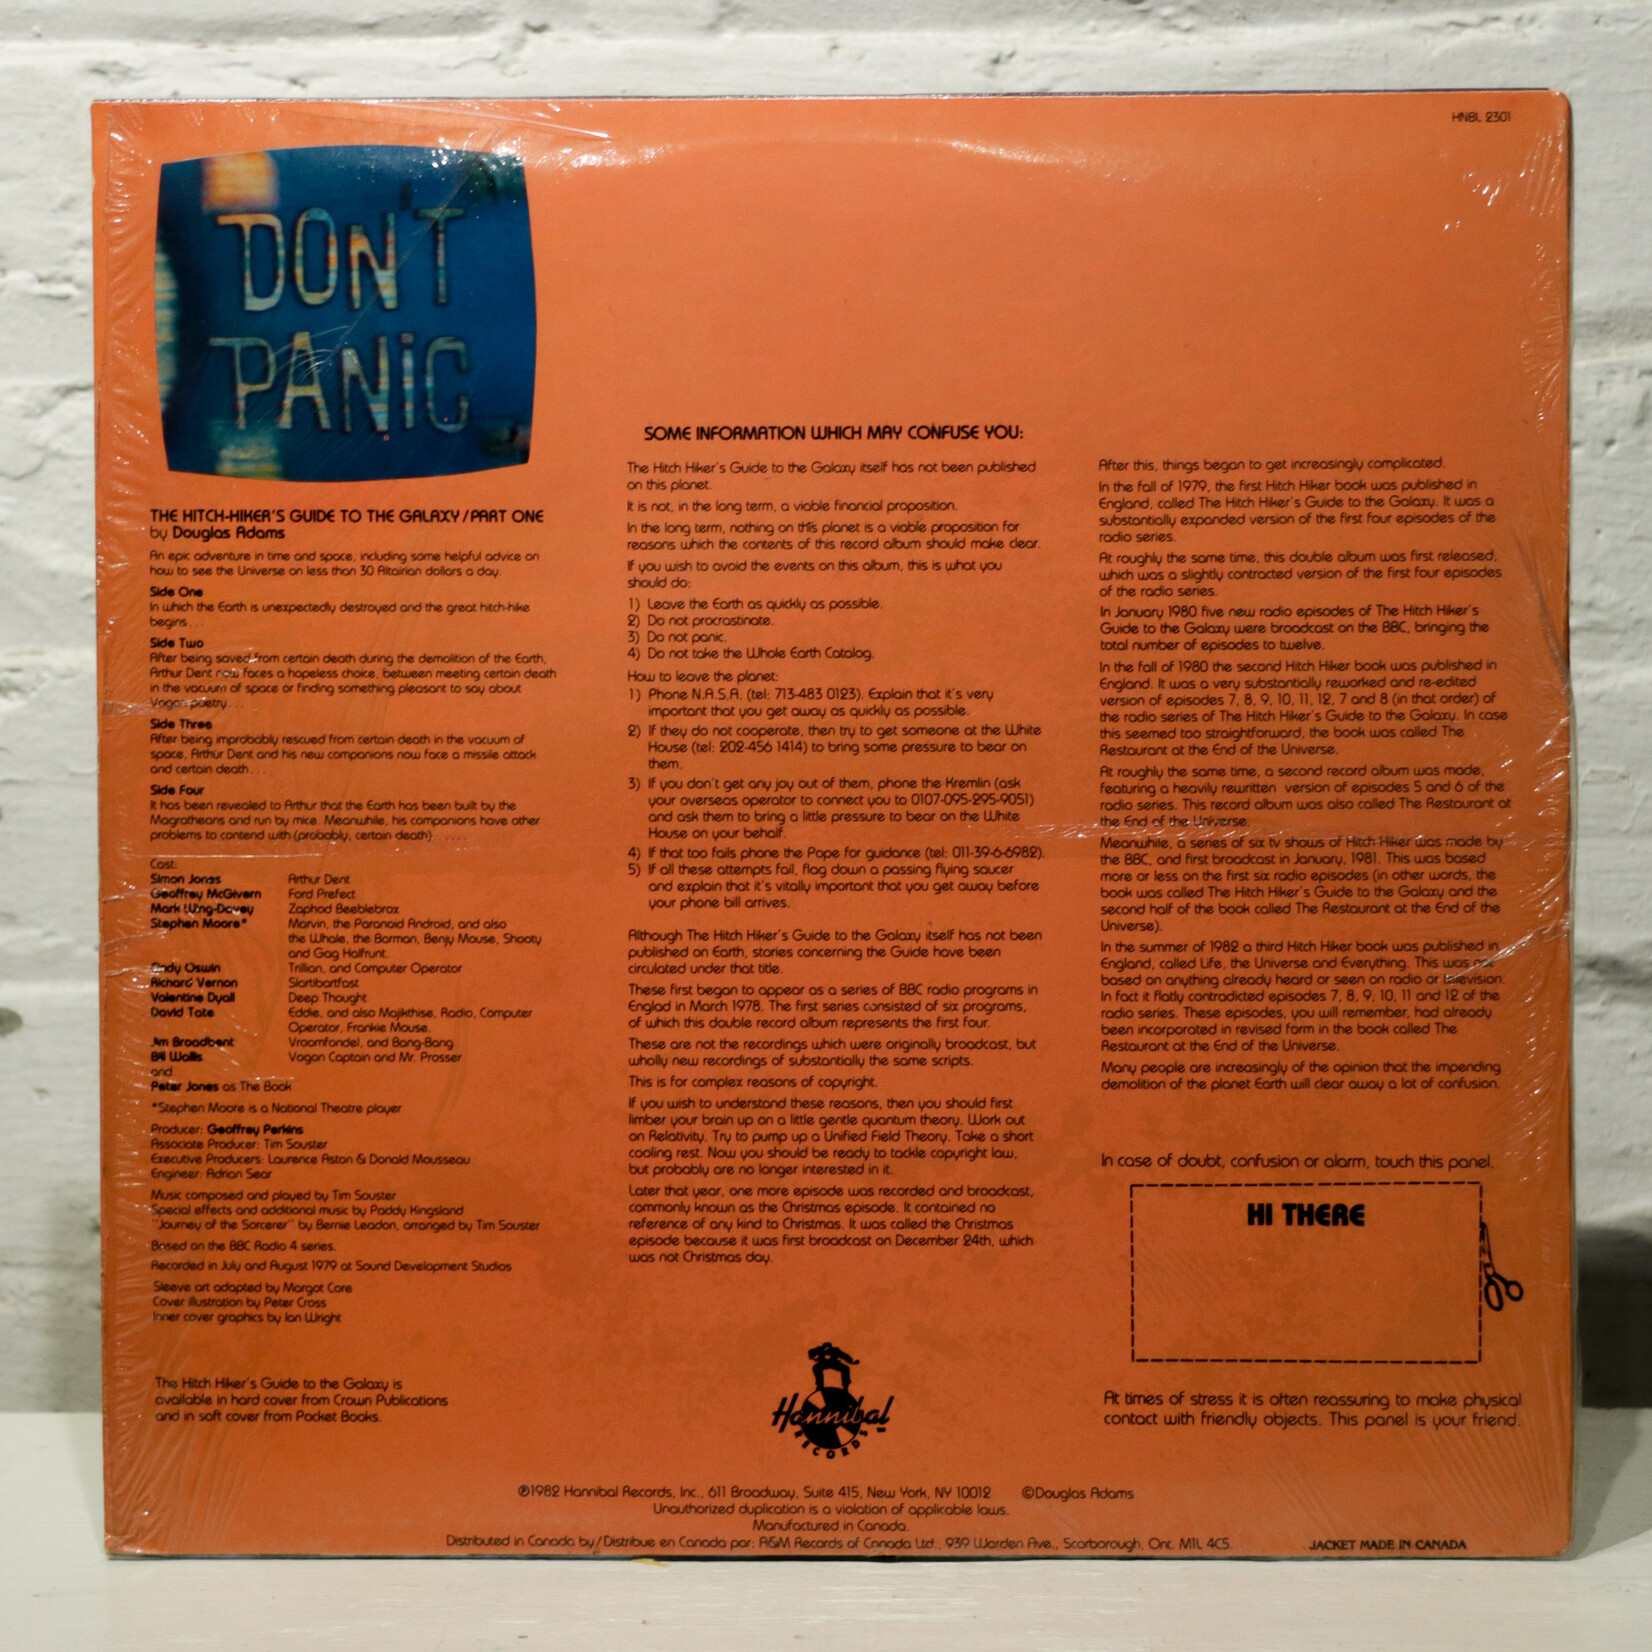 HNBL 2301
DON'T
PANIC
THE HITCH-HIKER'S GUIDE TO THE GALAXY/PART ONE
by Douglas Adams
An epic adventure in time and space, including some helpful advice on
how to see the Universe on less than 30 Altairian dollars a day.
Side One
In which the Earth is unexpectedly destroyed and the great hitch-hike
begins...
Side Two
After being saved from certain death during the demolition of the Earth,
Arthur Dent now faces a hopeless choice, between meeting certain death
in the vacuum of space or finding something pleasant to say about
Vogon poetry...
Side Three
After being improbably rescued from certain death in the vacuum of
space, Arthur Dent and his new companions now face a missile attack
and certain death...
Side Four
It has been revealed to Arthur that the Earth has been built by the
Magratheans and run by mice. Meanwhile, his companions have other
problems to contend with (probably, certain death)......
Cast:
Simon Jones Arthur Dent
Geoffrey McGivern Ford Prefect
Mark Wing-Davey Zaphod Beeblebrox
Stephen Moore* Marvin, the Paranoid Android, and also
the Whale, the Barman, Benjy Mouse, Shooty
and Gag Halfrunt.
Cindy Oswin Trillian, and Computer Operator
Richard Vernon Slartibartfast
Valentine Dyall Deep Thought
David Tate Eddie, and also Majikthise, Radio, Computer
Operator, Frankie Mouse.
Jim Broadbent Vroomfondel, and Bang-Bang
Bill Wallis Vogon Captain and Mr. Prosser
and
Peter Jones as The Book
*Stephen Moore is a National Theatre player
Producer: Geoffrey Perkins
Associate Producer: Tim Souster
Executive Producers: Laurence Aston & Donald Mousseau
Engineer: Adrian Sear
Music composed and played by Tim Souster
Special effects and additional music by Paddy Kingsland
"Journey of the Sorcerer" by Bernie Leadon, arranged by Tim Souster
Based on the BBC Radio 4 series.
Recorded in July and August 1979 at Sound Development Studios
Sleeve art adapted by Margot Core
Cover illustration by Peter Cross
Inner cover graphics by Ian Wright
The Hitch Hiker's Guide to the Galaxy is
available in hard cover from Crown Publications
and in soft cover from Pocket Books.
SOME INFORMATION WHICH MAY CONFUSE YOU:
The Hitch Hiker's Guide to the Galaxy itself has not been published
on this planet.
It is not, in the long term, a viable financial proposition.
In the long term, nothing on this planet is a viable proposition for
reasons which the contents of this record album should make clear.
If you wish to avoid the events on this album, this is what you
should do:
1) Leave the Earth as quickly as possible.
2) Do not procrastinate.
3) Do not panic.
4) Do not take the Whole Earth Catalog.
How to leave the planet:
1) Phone N.A.S.A. (tel: 713-483 0123). Explain that it's very
important that you get away as quickly as possible.
2) If they do not cooperate, then try to get someone at the White
House (tel: 202-456 1414) to bring some pressure to bear on
them.
3) If you don't get any joy out of them, phone the Kremlin (ask
your overseas operator to connect you to 0107-095-295-9051)
and ask them to bring a little pressure to bear on the White
House on your behalf.
4) If that too fails phone the Pope for guidance (tel: 011-39-6-6982).
5) If all these attempts fail, flag down a passing flying saucer
and explain that it's vitally important that you get away before
your phone bill arrives.
Although The Hitch Hiker's Guide to the Galaxy itself has not been
published on Earth, stories concerning the Guide have been
circulated under that title.
These first began to appear as a series of BBC radio programs in
Englad in March 1978. The first series consisted of six programs,
of which this double record album represents the first four.
These are not the recordings which were originally broadcast, but
wholly new recordings of substantially the same scripts.
This is for complex reasons of copyright.
If you wish to understand these reasons, then you should first
limber your brain up on a little gentle quantum theory. Work out
on Relativity. Try to pump up a Unified Field Theory. Take a short
cooling rest. Now you should be ready to tackle copyright law,
but probably are no longer interested in it.
Later that year, one more episode was recorded and broadcast,
commonly known as the Christmas episode. It contained no
reference of any kind to Christmas. It was called the Christmas
episode because it was first broadcast on December 24th, which
was not Christmas day.
After this, things began to get increasingly complicated.
In the fall of 1979, the first Hitch Hiker book was published in
England, called The Hitch Hiker's Guide to the Galaxy. It was a
substantially expanded version of the first four episodes of the
radio series.
At roughly the same time, this double album was first released,
which was a slightly contracted version of the first four episodes
of the radio series.
In January 1980 five new radio episodes of The Hitch Hiker's
Guide to the Galaxy were broadcast on the BBC, bringing the
total number of episodes to twelve.
In the fall of 1980 the second Hitch Hiker book was published in
England. It was a very substantially reworked and re-edited
version of episodes 7, 8, 9, 10, 11, 12, 7 and 8 (in that order) of
the radio series of The Hitch Hiker's Guide to the Galaxy. In case
this seemed too straightforward, the book was called The
Restaurant at the End of the Universe.
At roughly the same time, a second record album was made,
featuring a heavily rewritten version of episodes 5 and 6 of the
radio series. This record album was also called The Restaurant at
the End of the Universe.
Meanwhile, a series of six tv shows of Hitch Hiker was made by
the BBC, and first broadcast in January, 1981. This was based
more or less on the first six radio episodes (in other words, the
book was called The Hitch Hiker's Guide to the Galaxy and the
second half of the book called The Restaurant at the End of the
Universe).
In the summer of 1982 a third Hitch Hiker book was published in
England, called Life, the Universe and Everything. This was not
based on anything already heard or seen on radio or television.
In fact it flatly contradicted episodes 7, 8, 9, 10, 11 and 12 of the
radio series. These episodes, you will remember, had already
been incorporated in revised form in the book called The
Restaurant at the End of the Universe.
Many people are increasingly of the opinion that the impending
demolition of the planet Earth will clear away a lot of confusion.
In case of doubt, confusion or alarm, touch this panel.
HI THERE
At times of stress it is often reassuring to make physical
contact with friendly objects. This panel is your friend.
Hannibal
RECORDS
℗1982 Hannibal Records, Inc., 611 Broadway, Suite 415, New York, NY 10012 ©Douglas Adams
Unauthorized duplication is a violation of applicable laws.
Manufactured in Canada.
Distributed in Canada by/Distribue en Canada par: A&M Records of Canada Ltd., 939 Warden Ave., Scarborough, Ont. M1L 4C5.
JACKET MADE IN CANADA